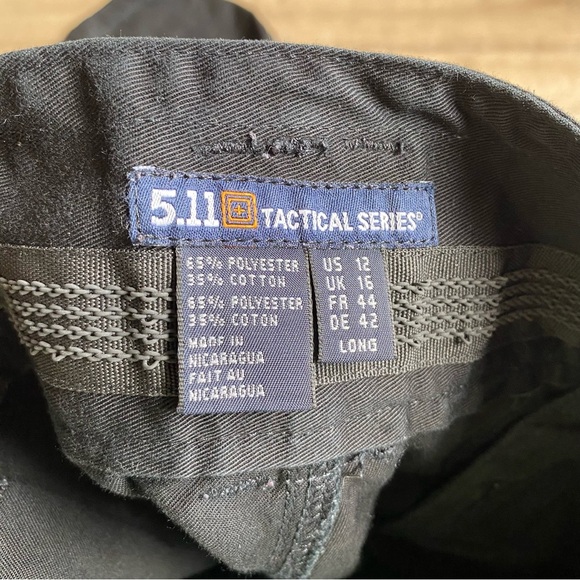 5.11 TACTICAL SERIES®
65% POLYESTER
35% COTTON
65% POLYESTER
35% COTON
MADE IN
NICARAGUA
FAIT AU
NICARAGUA
US 12
UK 16
FR 44
DE 42
LONG